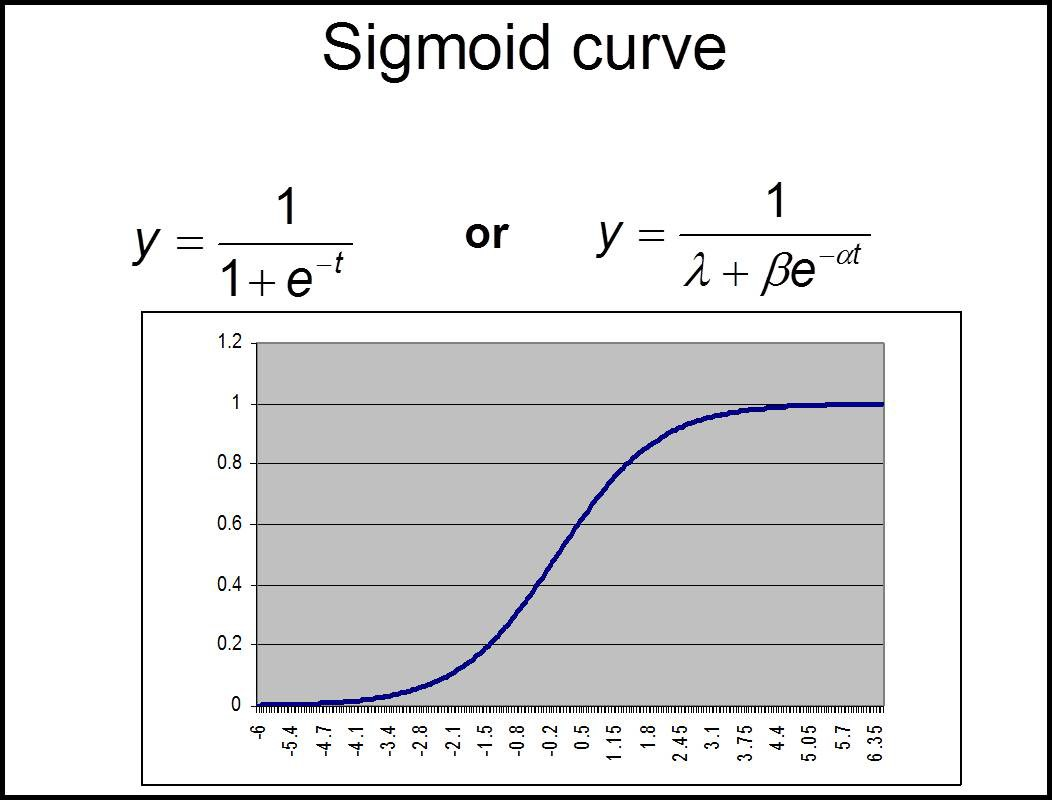 Sigmoid curve
y = 1 / (1 + e^−t) or y = 1 / (λ + βe^−αt)
1.2
1
0.8
0.6
0.4
0.2
0
-6 -5.4 -4.7 -4.1 -3.4 -2.8 -2.1 -1.5 -0.8 -0.2 0.5 1.15 1.8 2.45 3.1 3.75 4.4 5.05 5.7 6.35